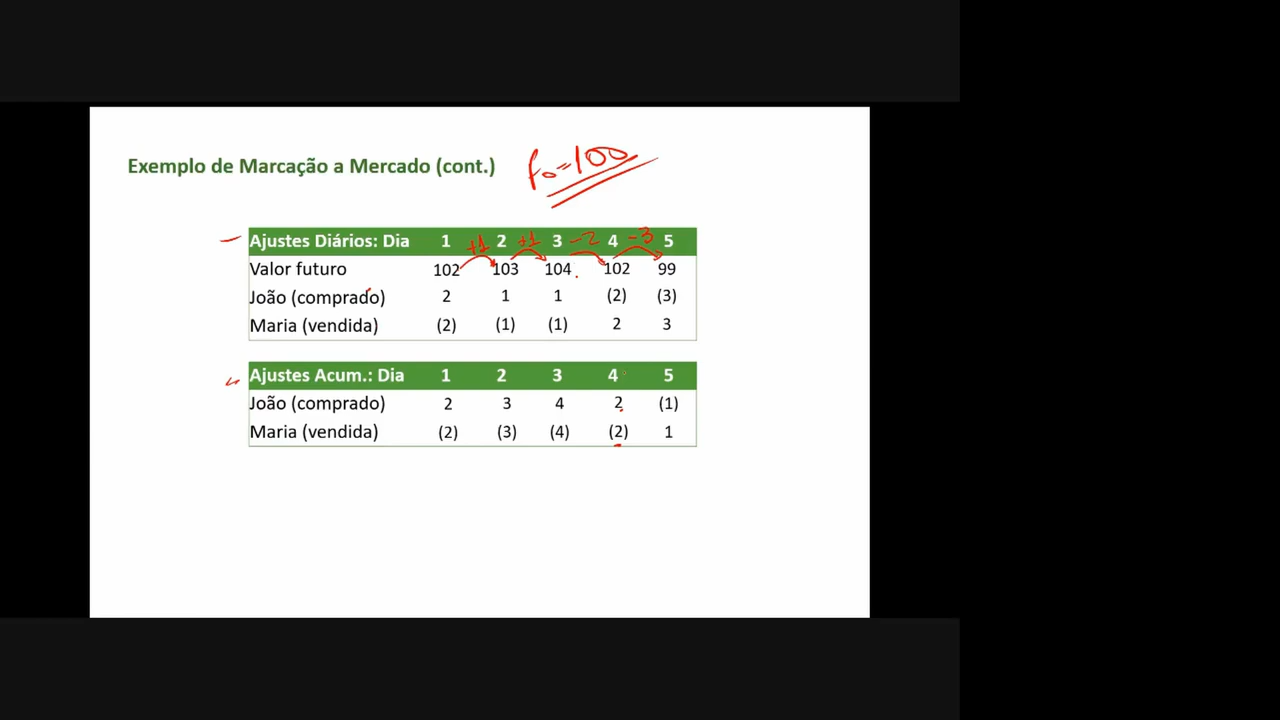 Exemplo de Marcação a Mercado (cont.) f₀=100
Ajustes Diários: Dia 1 +1 2 +1 3 -2 4 -3 5
Valor futuro 102 103 104 102 99
João (comprado) 2 1 1 (2) (3)
Maria (vendida) (2) (1) (1) 2 3
Ajustes Acum.: Dia 1 2 3 4 5
João (comprado) 2 3 4 2 (1)
Maria (vendida) (2) (3) (4) (2) 1